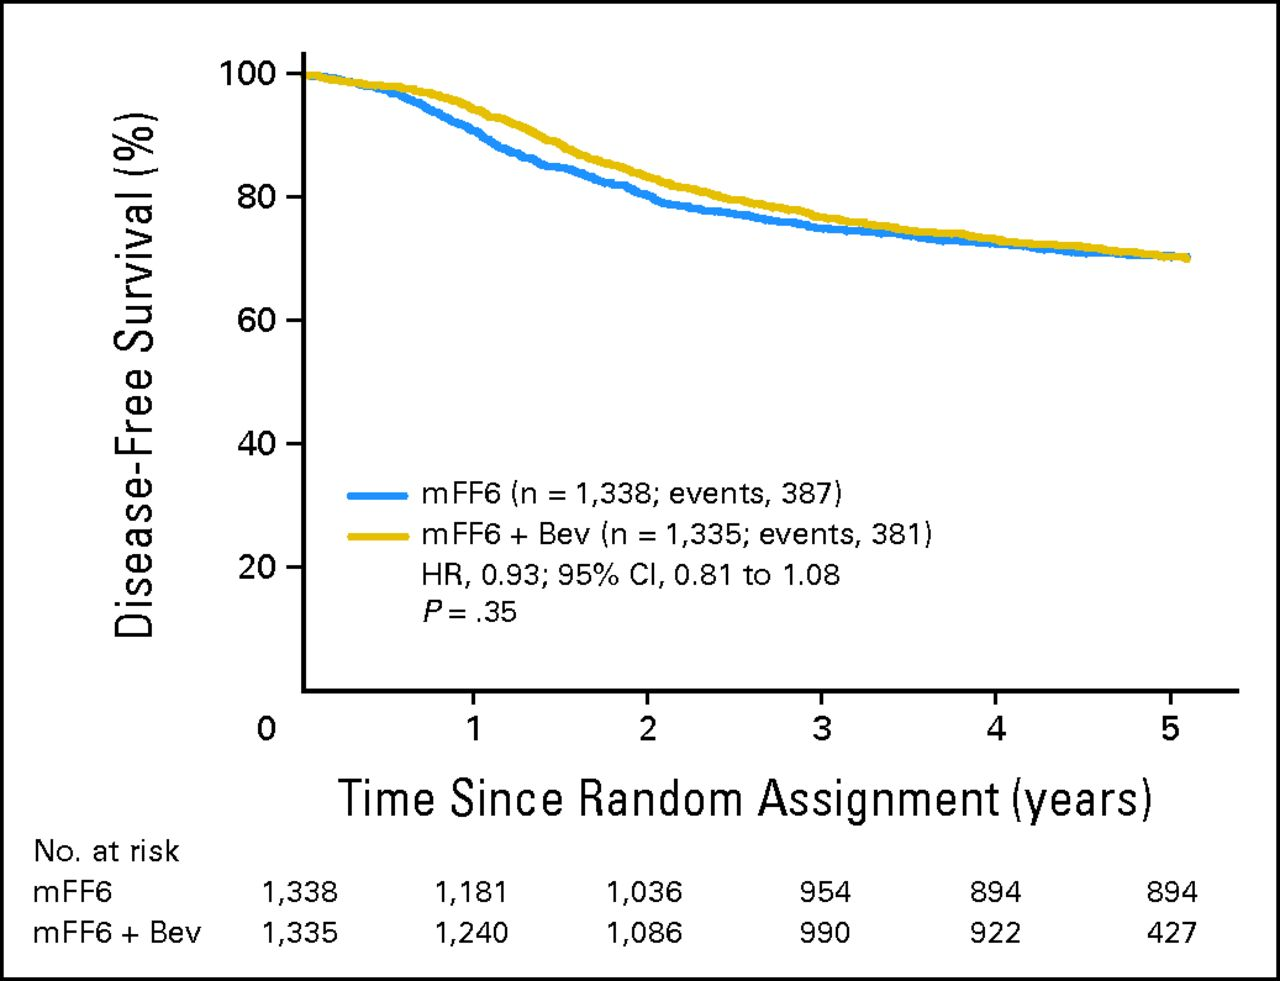 Disease-Free Survival (%)
100
80
60
40
20
mFF6 (n = 1,338; events, 387)
mFF6 + Bev (n = 1,335; events, 381)
HR, 0.93; 95% CI, 0.81 to 1.08
P = .35
0 1 2 3 4 5
Time Since Random Assignment (years)
No. at risk
mFF6 1,338 1,181 1,036 954 894 894
mFF6 + Bev 1,335 1,240 1,086 990 922 427